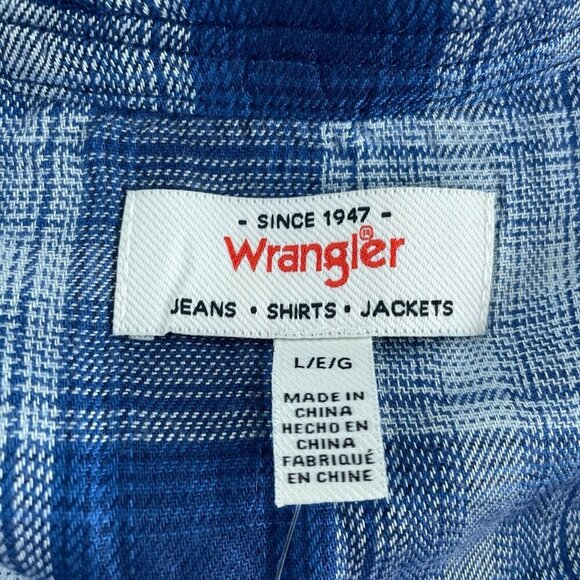 - SINCE 1947 -
Wrangler®
JEANS • SHIRTS • JACKETS
L/E/G
MADE IN
CHINA
HECHO EN
CHINA
FABRIQUÉ
EN CHINE